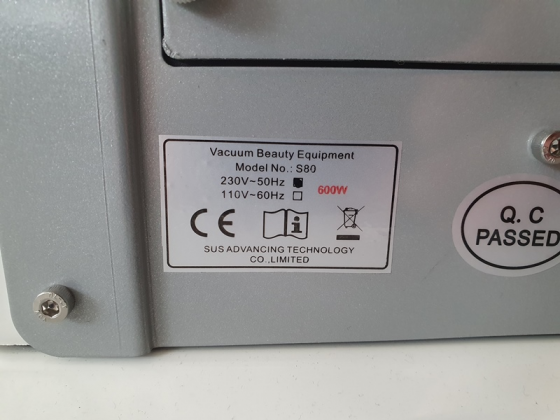 Vacuum Beauty Equipment
Model No.: S80
230V~50Hz
600W
110V~60Hz
CE
SUS ADVANCING TECHNOLOGY
CO.,LIMITED
Q.C
PASSED